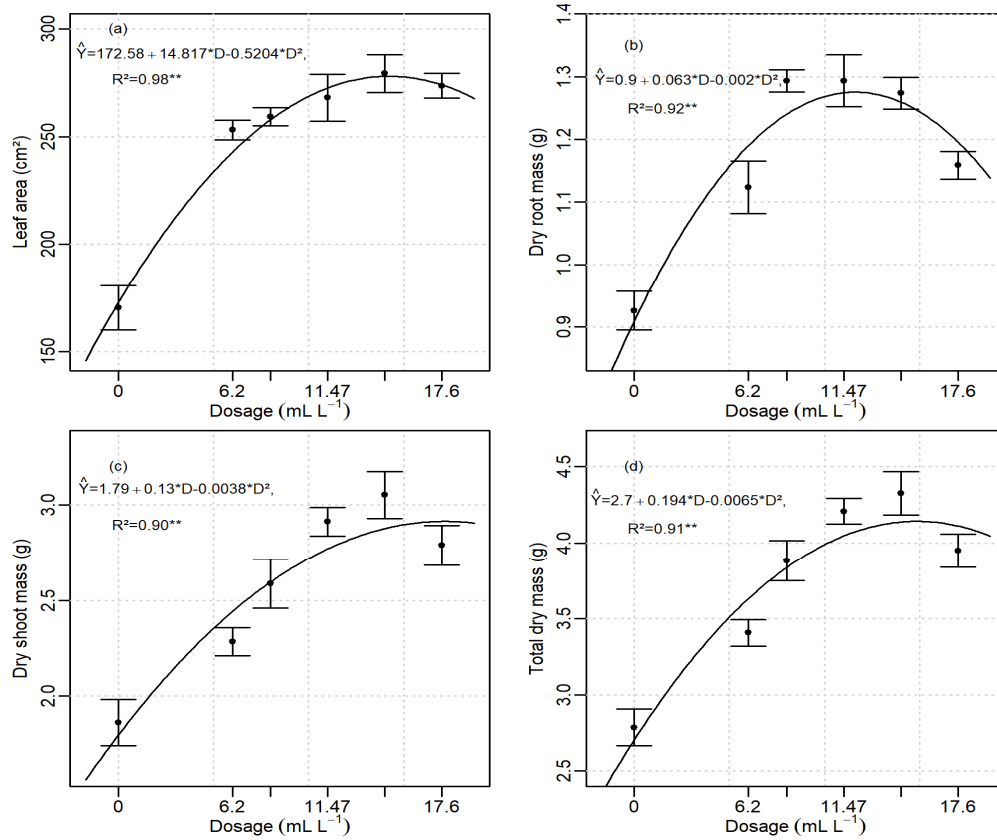 (a)
Ŷ=172.58+14.817*D-0.5204*D²,
R²=0.98**
Leaf area (cm²)
300
250
200
150
0 6.2 11.47 17.6
Dosage (mL L⁻¹)
(b)
Ŷ=0.9+0.063*D-0.002*D²,
R²=0.92**
Dry root mass (g)
1.4
1.3
1.2
1.1
1.0
0.9
0 6.2 11.47 17.6
Dosage (mL L⁻¹)
(c)
Ŷ=1.79+0.13*D-0.0038*D²,
R²=0.90**
Dry shoot mass (g)
3.0
2.5
2.0
0 6.2 11.47 17.6
Dosage (mL L⁻¹)
(d)
Ŷ=2.7+0.194*D-0.0065*D²,
R²=0.91**
Total dry mass (g)
4.5
4.0
3.5
3.0
2.5
0 6.2 11.47 17.6
Dosage (mL L⁻¹)